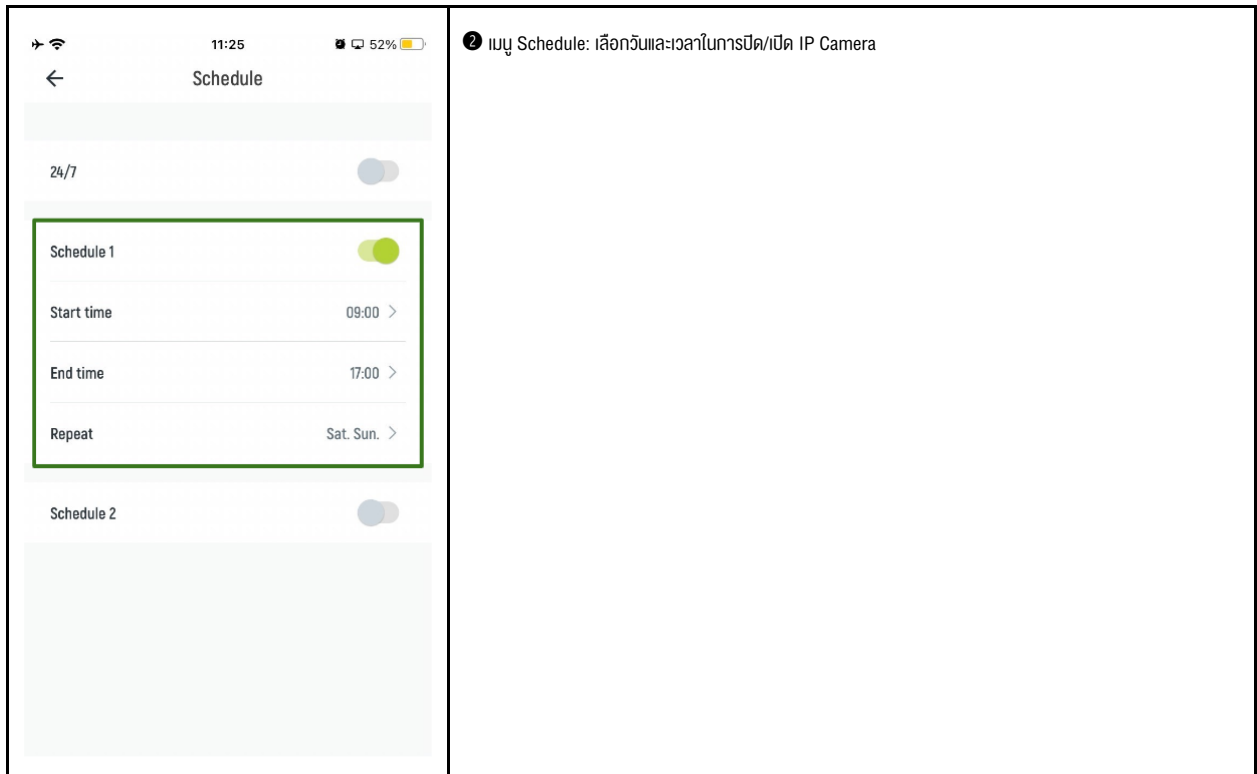 11:25
52%
Schedule
24/7
Schedule 1
Start time 09:00 >
End time 17:00 >
Repeat Sat. Sun. >
Schedule 2
❷ เมนู Schedule: เลือกวันและเวลาในการปิด/เปิด IP Camera